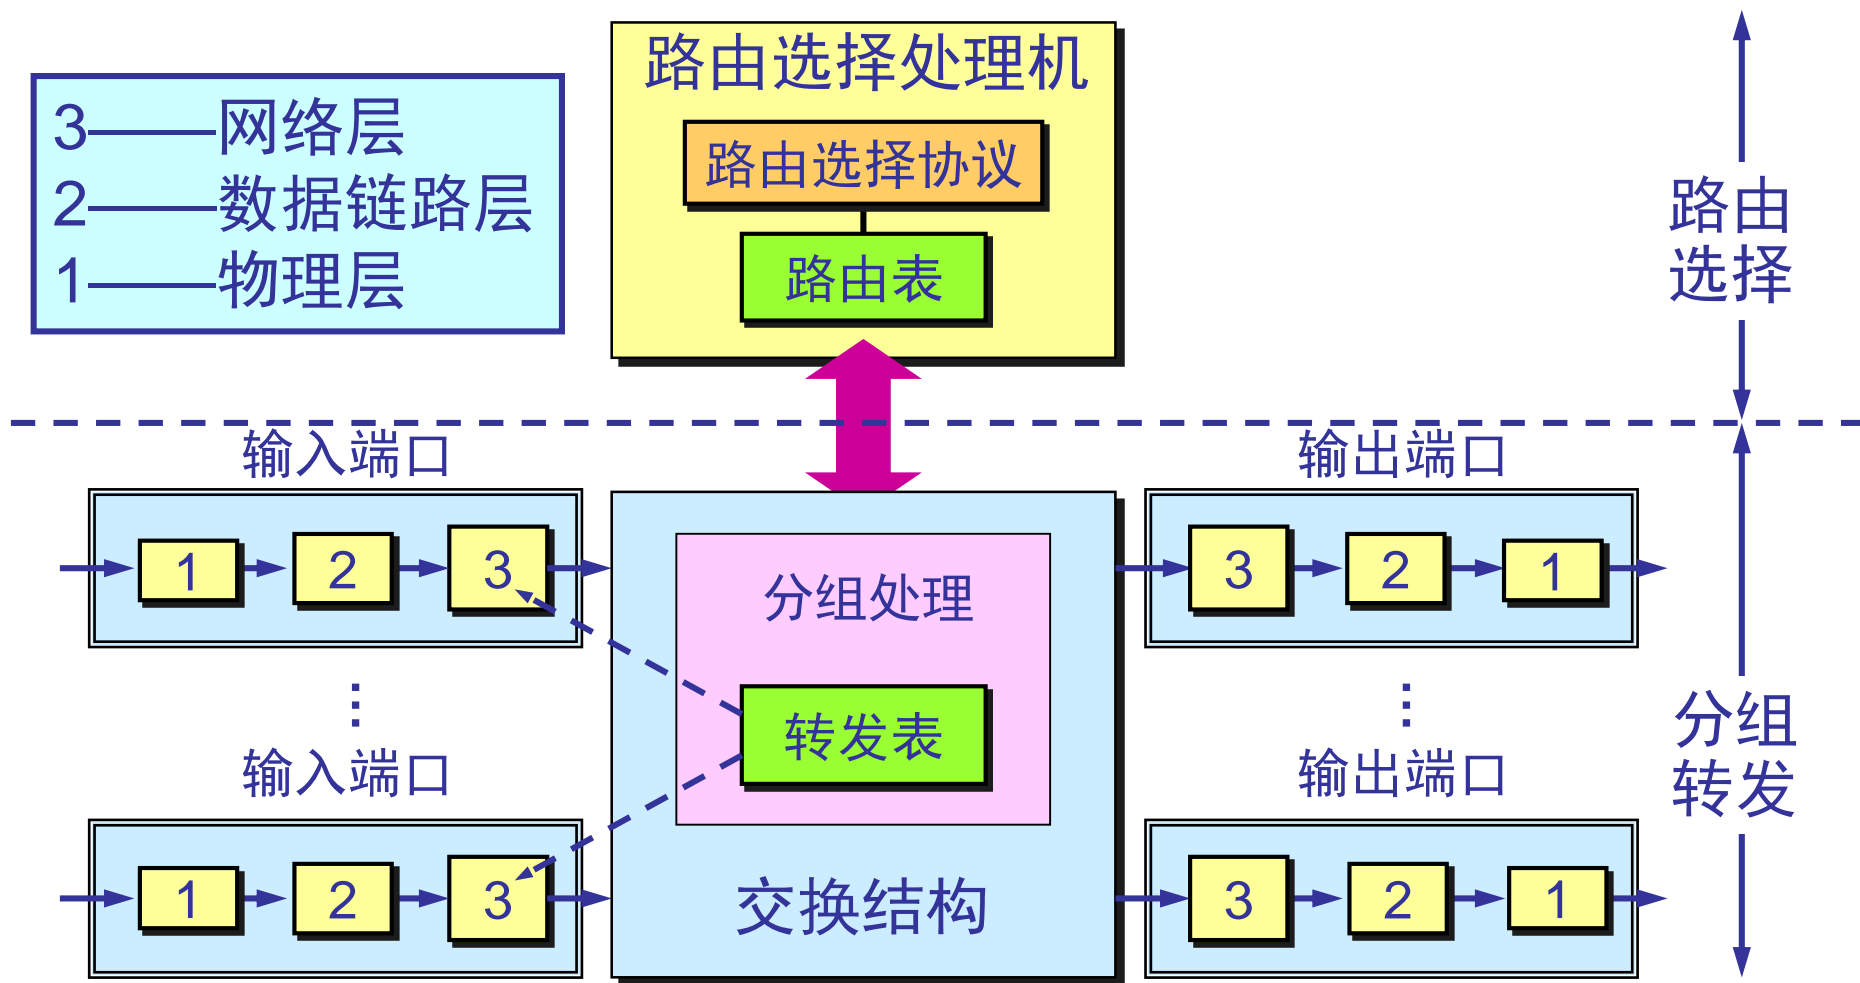 路由选择处理机
3——网络层
2——数据链路层
1——物理层
路由选择协议
路由表
路由
选择
输入端口
输出端口
1 2 3
3 2 1
分组处理
转发表
分组
转发
⋮
⋮
输入端口
输出端口
1 2 3
3 2 1
交换结构